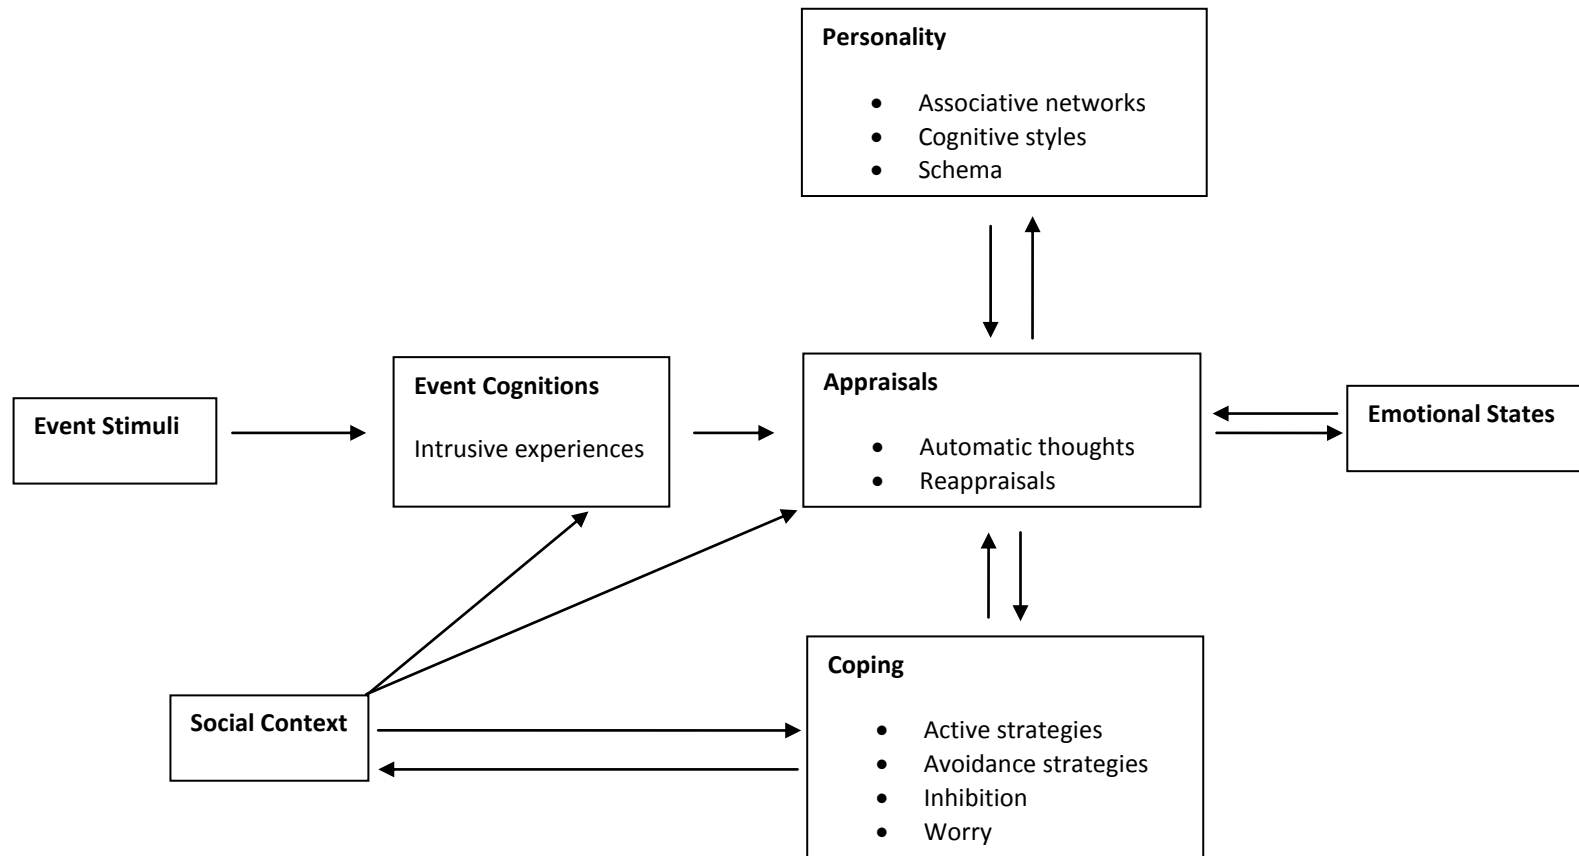 Personality
• Associative networks
• Cognitive styles
• Schema
Event Stimuli
Event Cognitions
Intrusive experiences
Appraisals
• Automatic thoughts
• Reappraisals
Emotional States
Social Context
Coping
• Active strategies
• Avoidance strategies
• Inhibition
• Worry